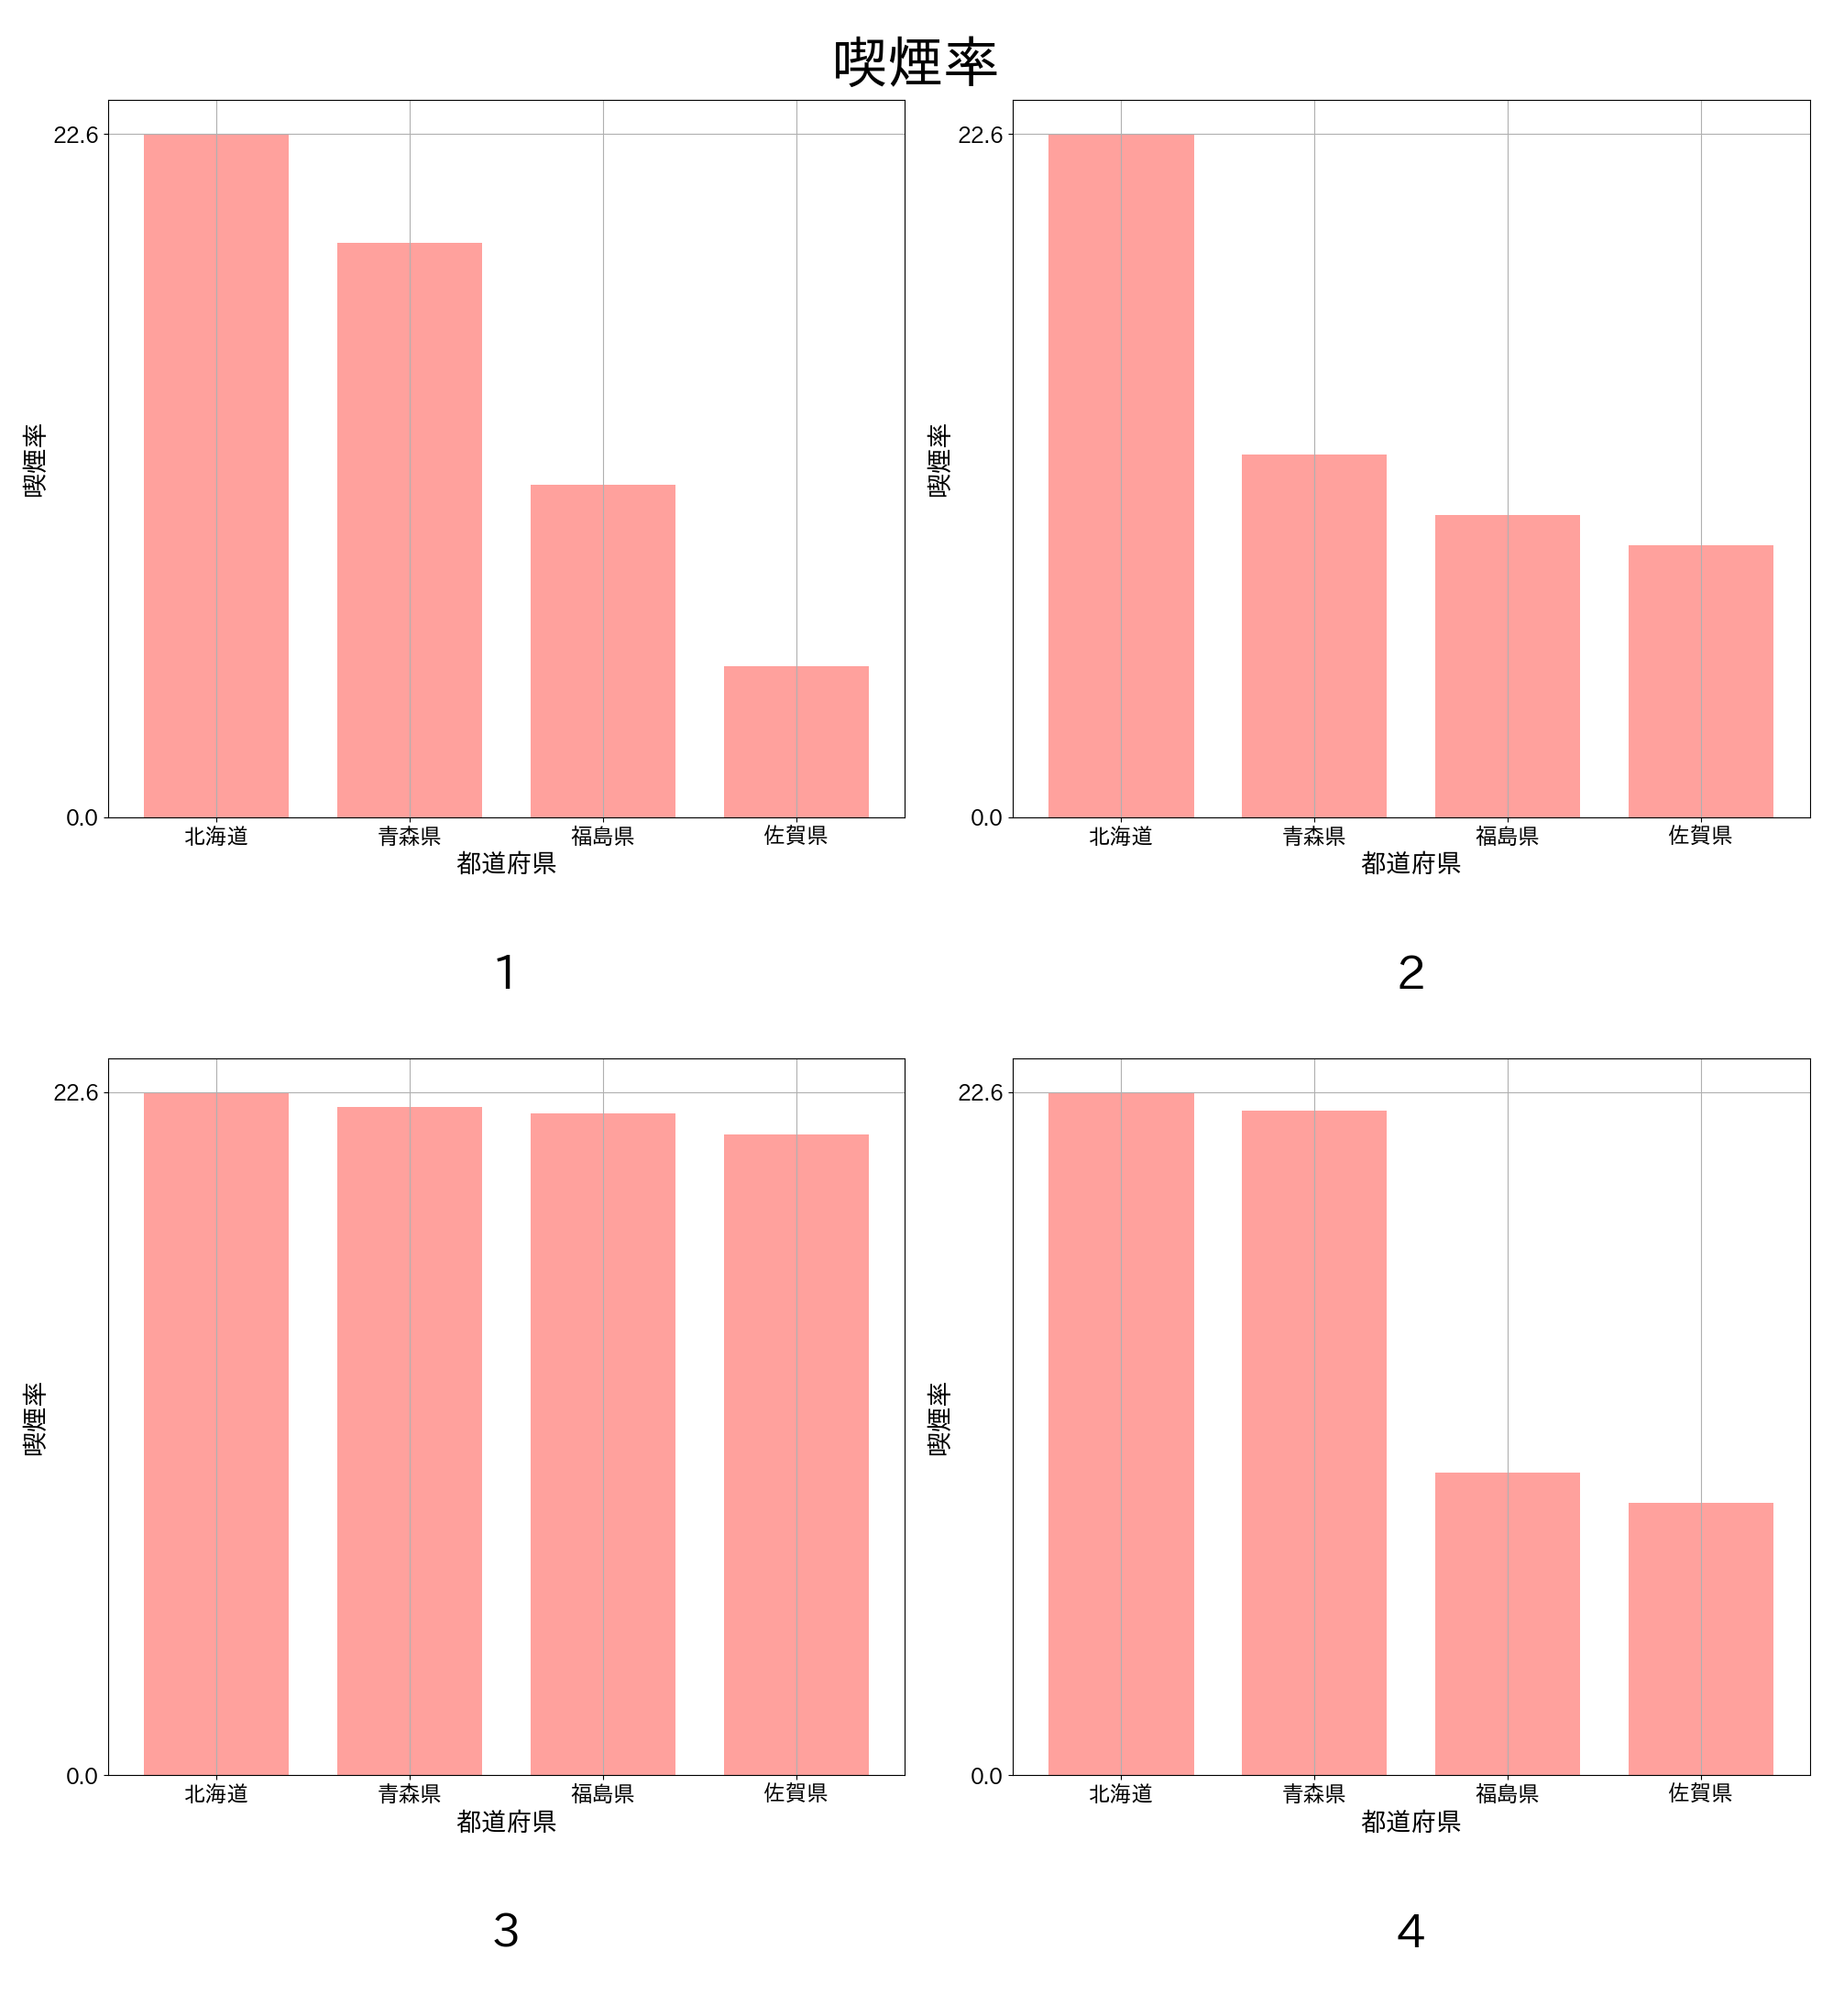 喫煙率
22.6
喫煙率
0.0
北海道 青森県 福島県 佐賀県
都道府県
1
22.6
喫煙率
0.0
北海道 青森県 福島県 佐賀県
都道府県
2
22.6
喫煙率
0.0
北海道 青森県 福島県 佐賀県
都道府県
3
22.6
喫煙率
0.0
北海道 青森県 福島県 佐賀県
都道府県
4